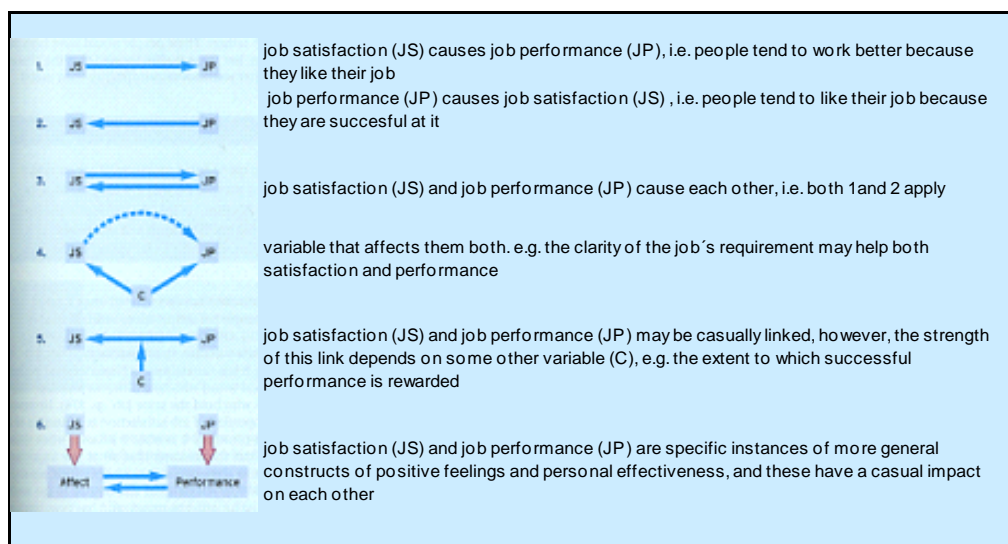 1. JS JP
job satisfaction (JS) causes job performance (JP), i.e. people tend to work better because
they like their job
job performance (JP) causes job satisfaction (JS) , i.e. people tend to like their job because
they are succesful at it
2. JS JP
3. JS JP
job satisfaction (JS) and job performance (JP) cause each other, i.e. both 1and 2 apply
4. JS JP
C
variable that affects them both. e.g. the clarity of the job´s requirement may help both
satisfaction and performance
5. JS JP
C
job satisfaction (JS) and job performance (JP) may be casually linked, however, the strength
of this link depends on some other variable (C), e.g. the extent to which successful
performance is rewarded
6. JS JP
Affect Performance
job satisfaction (JS) and job performance (JP) are specific instances of more general
constructs of positive feelings and personal effectiveness, and these have a casual impact
on each other